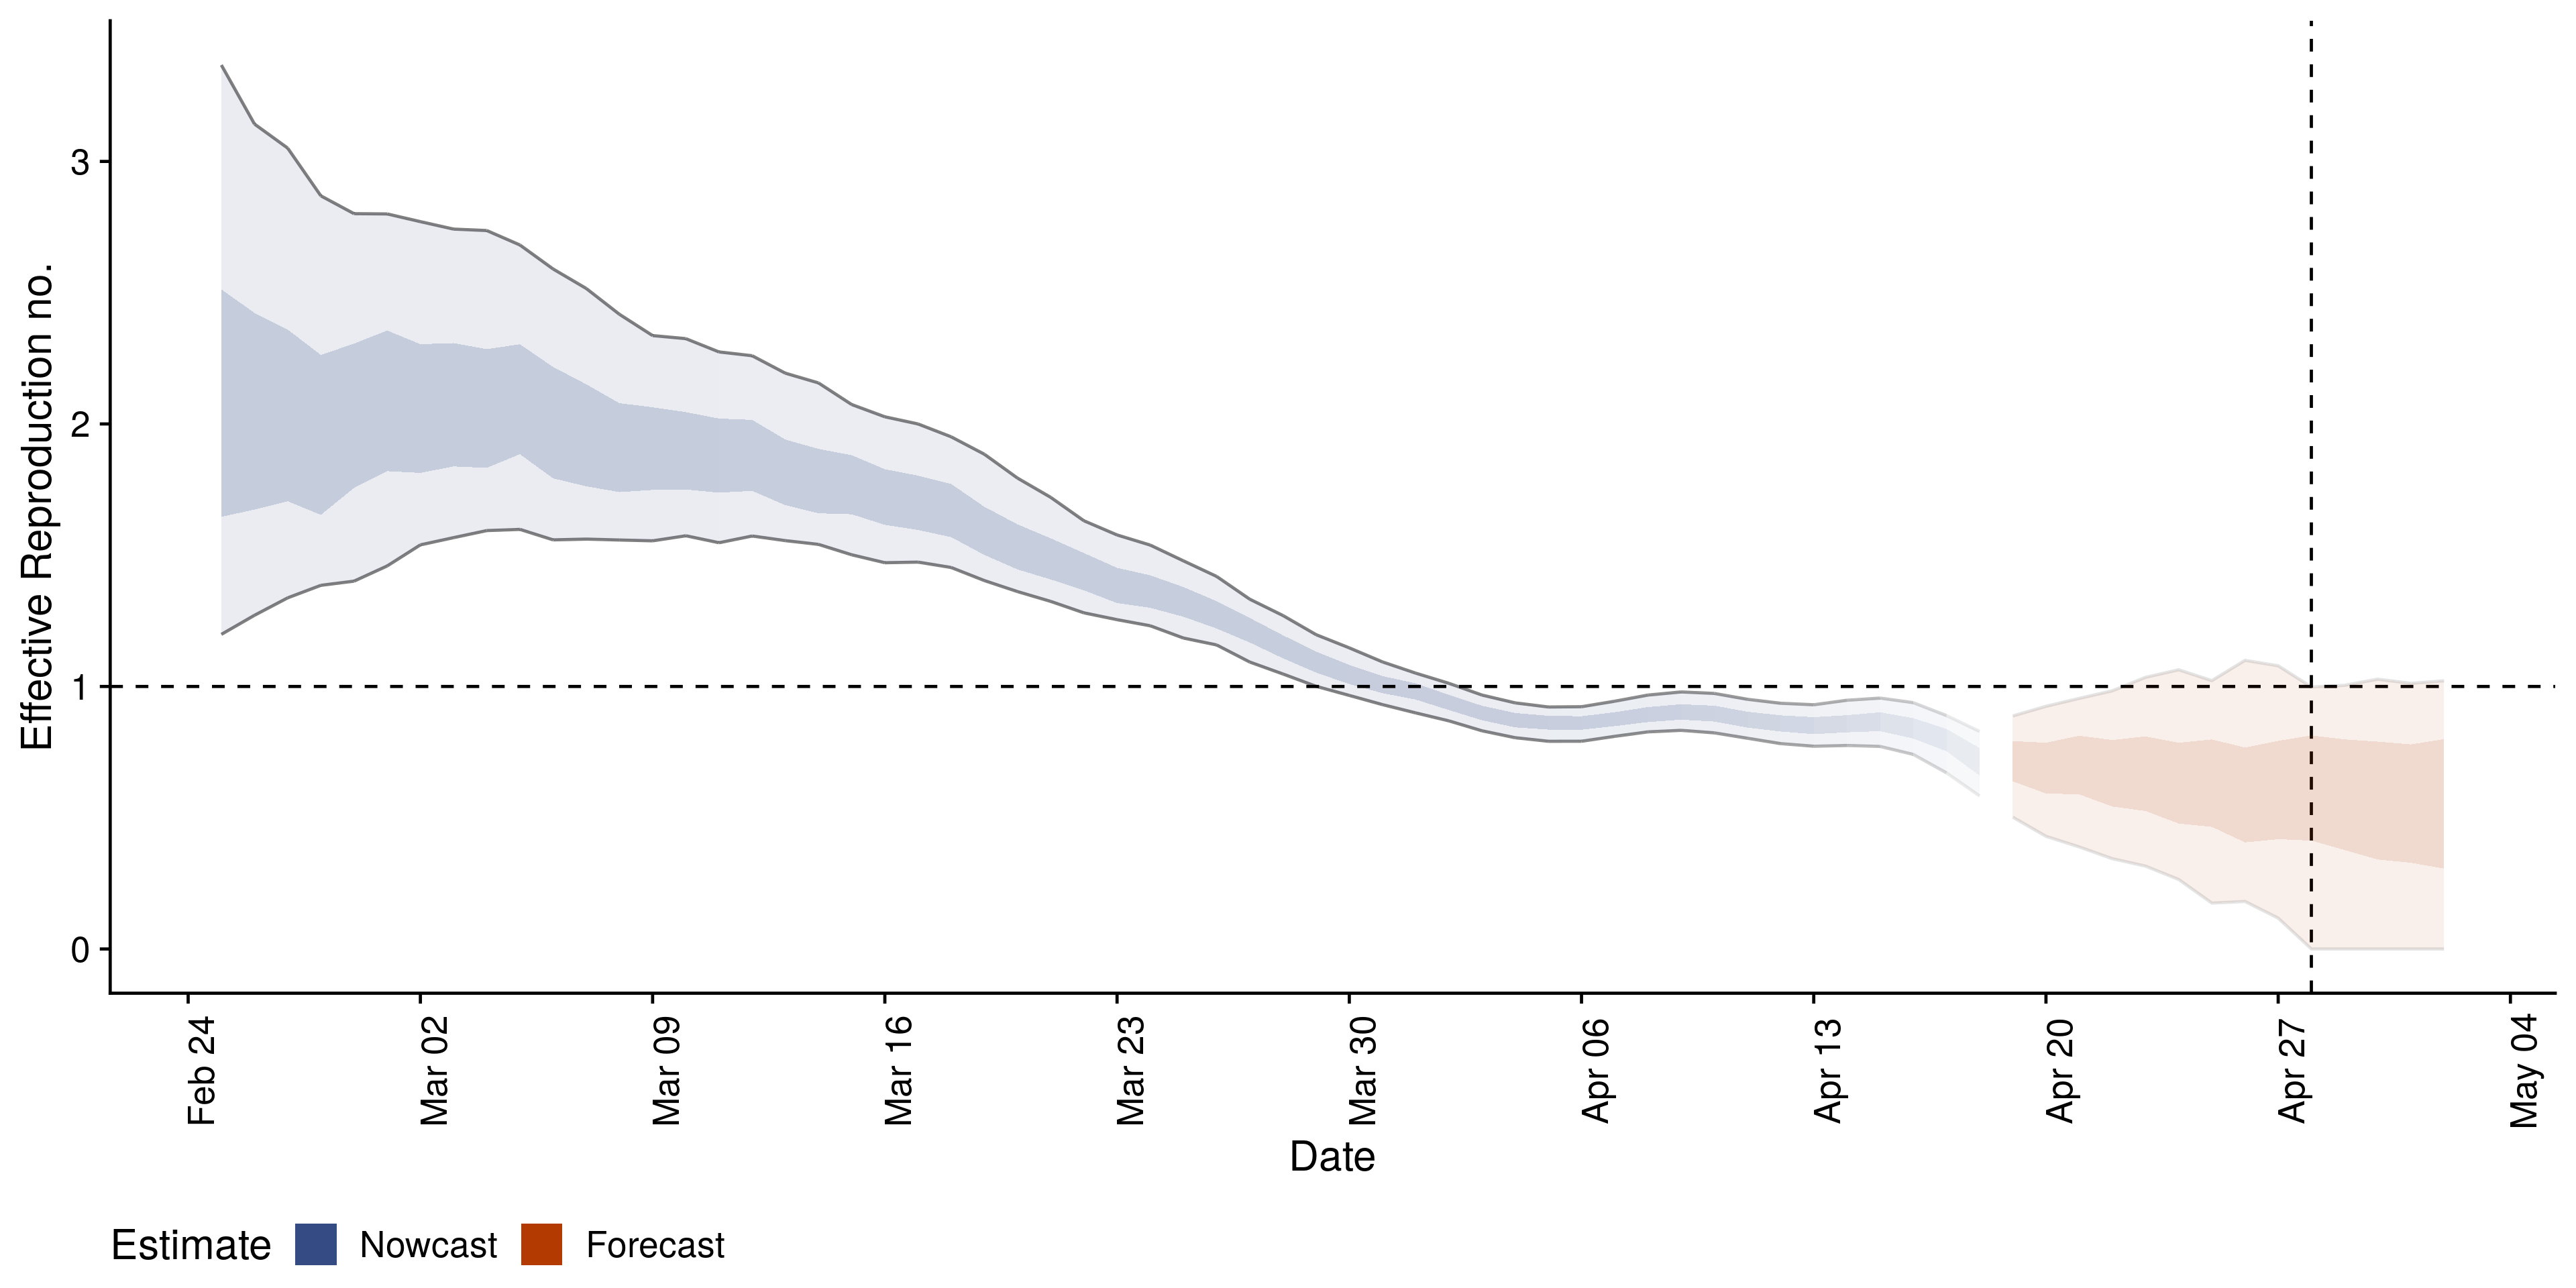 Effective Reproduction no.
3
2
1
0
Feb 24
Mar 02
Mar 09
Mar 16
Mar 23
Mar 30
Apr 06
Apr 13
Apr 20
Apr 27
May 04
Date
Estimate Nowcast Forecast